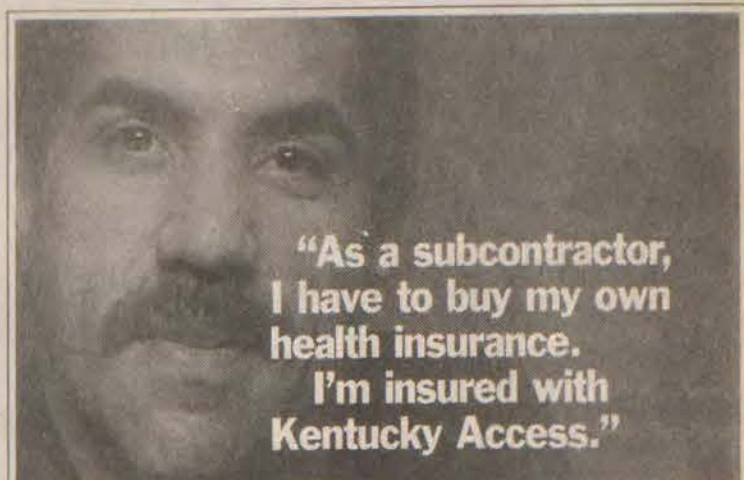 “As a subcontractor,
I have to buy my own
health insurance.
I’m insured with
Kentucky Access.”